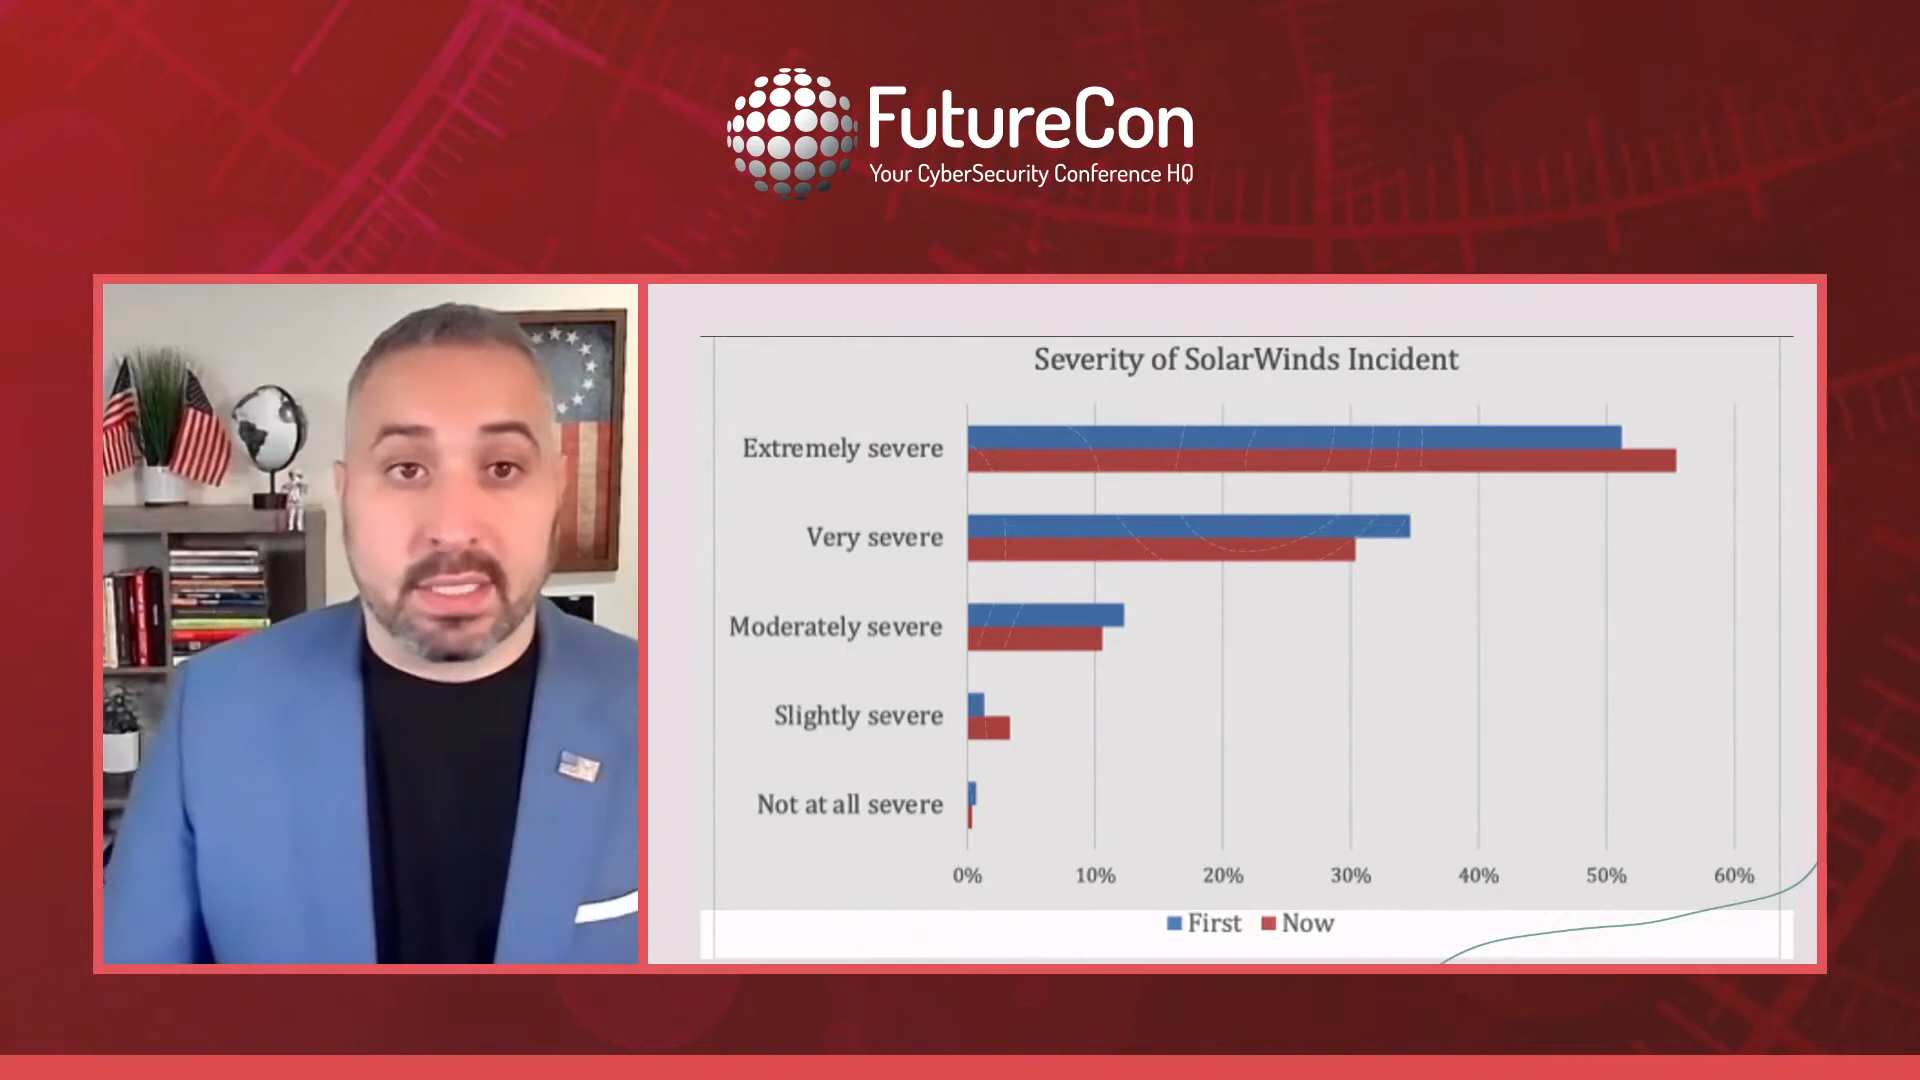 FutureCon
Your CyberSecurity Conference HQ
Severity of SolarWinds Incident
Extremely severe
Very severe
Moderately severe
Slightly severe
Not at all severe
0% 10% 20% 30% 40% 50% 60%
First Now